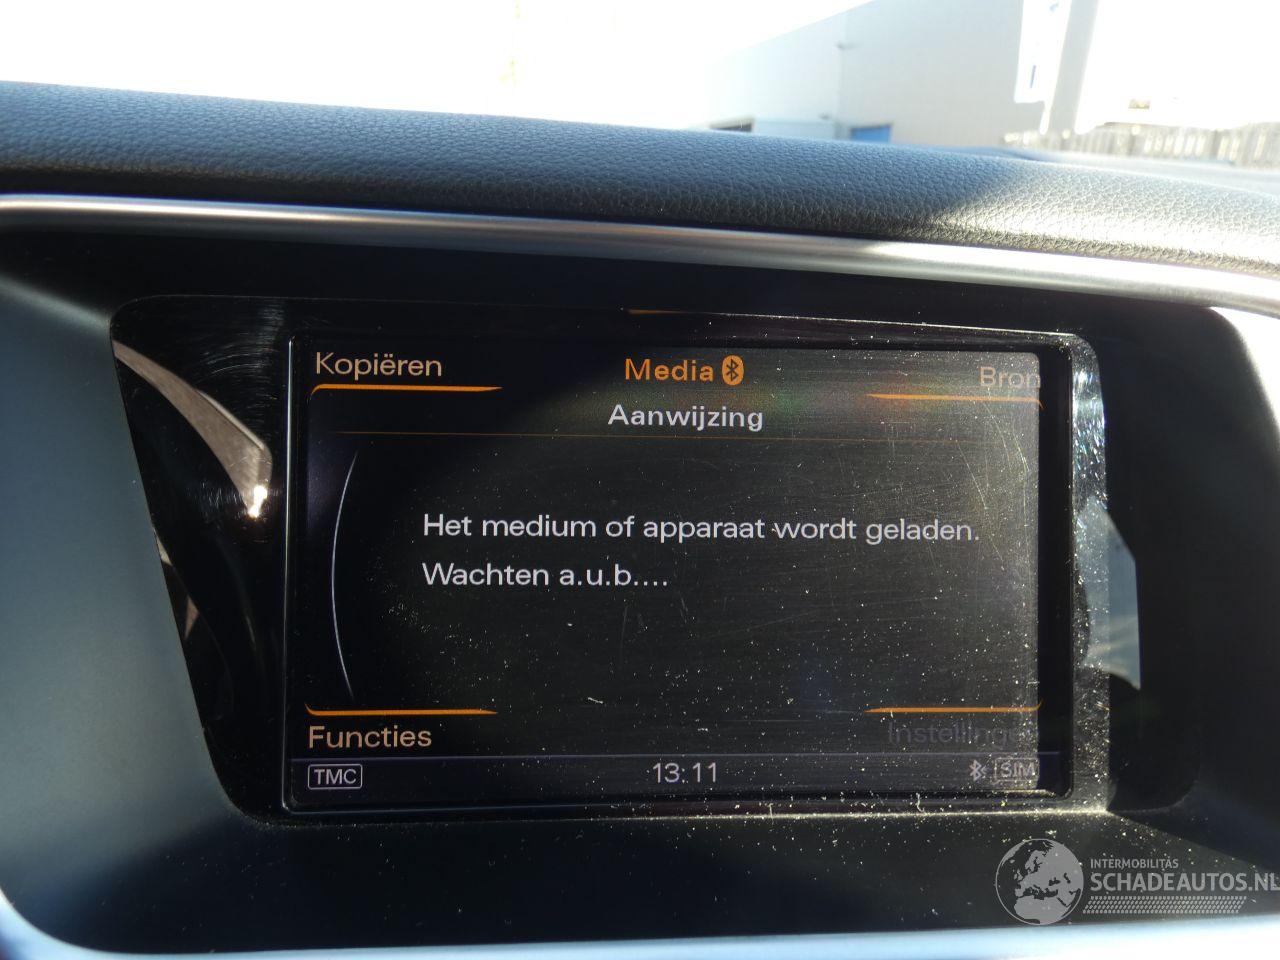 Kopiëren
Media
Bron
Aanwijzing
Het medium of apparaat wordt geladen.
Wachten a.u.b....
Functies
Instellingen
TMC
13:11
SIM
INTERMOBILITAS
SCHADEAUTOS.NL